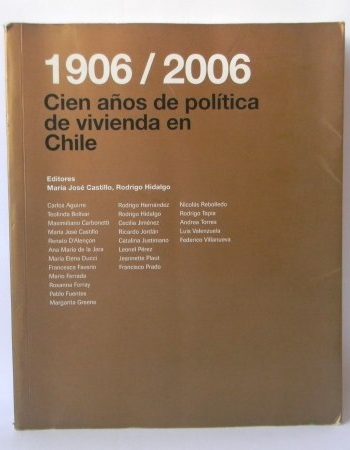 1906 / 2006
Cien años de política
de vivienda en
Chile
Editores
María José Castillo, Rodrigo Hidalgo
Carlos Aguirre
Teolinda Bolívar
Maximiliano Carbonetti
María José Castillo
Renato D'Alençon
Ana María de la Jara
María Elena Ducci
Francesca Faverio
Mario Ferrada
Rosanna Forray
Pablo Fuentes
Margarita Greene
Rodrigo Hernández
Rodrigo Hidalgo
Cecilia Jiménez
Ricardo Jordán
Catalina Justiniano
Leonel Pérez
Jeannette Plaut
Francisco Prado
Nicolás Rebolledo
Rodrigo Tapia
Andrea Torres
Luis Valenzuela
Federico Villanueva